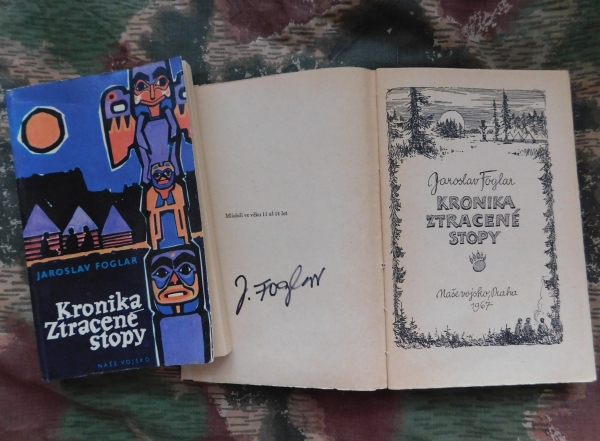 JAROSLAV FOGLAR
Kronika
Ztracené
stopy
NAŠE VOJSKO
Mládeži ve věku 11 až 14 let
J. Foglar
Jaroslav Foglar
KRONIKA
ZTRACENÉ
STOPY
Naše vojsko, Praha
1967